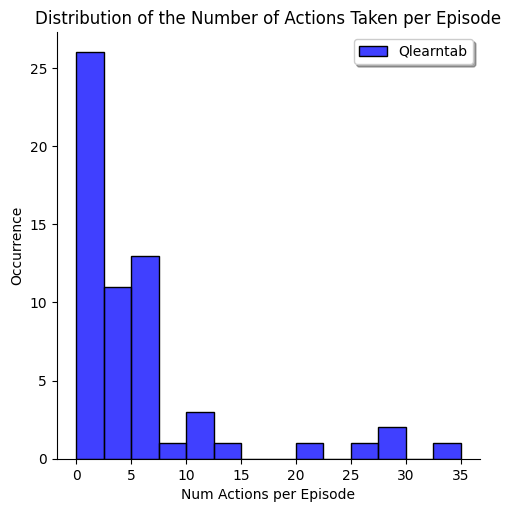 Distribution of the Number of Actions Taken per Episode
Qlearntab
25
20
15
10
5
0
Occurrence
0 5 10 15 20 25 30 35
Num Actions per Episode